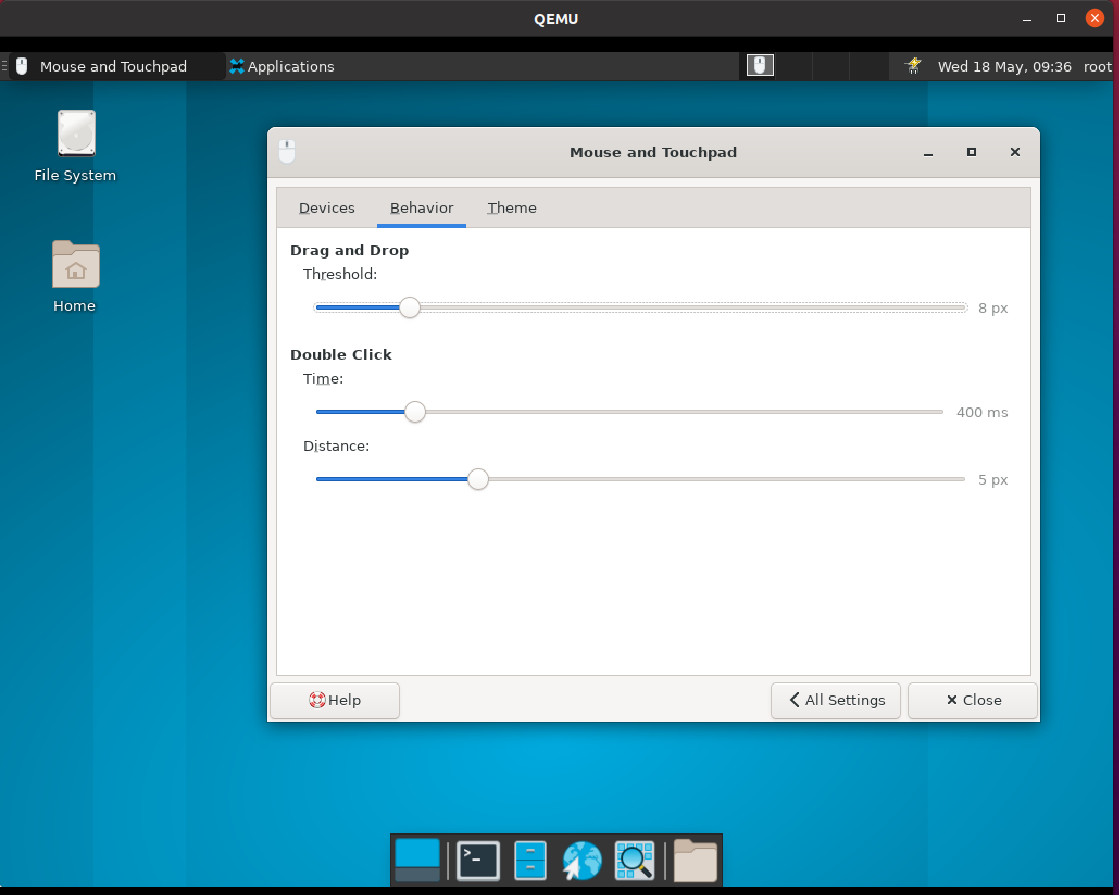 QEMU
Mouse and Touchpad Applications Wed 18 May, 09:36 root
File System
Home
Mouse and Touchpad
Devices Behavior Theme
Drag and Drop
Threshold:
8 px
Double Click
Time:
400 ms
Distance:
5 px
Help All Settings Close
>_